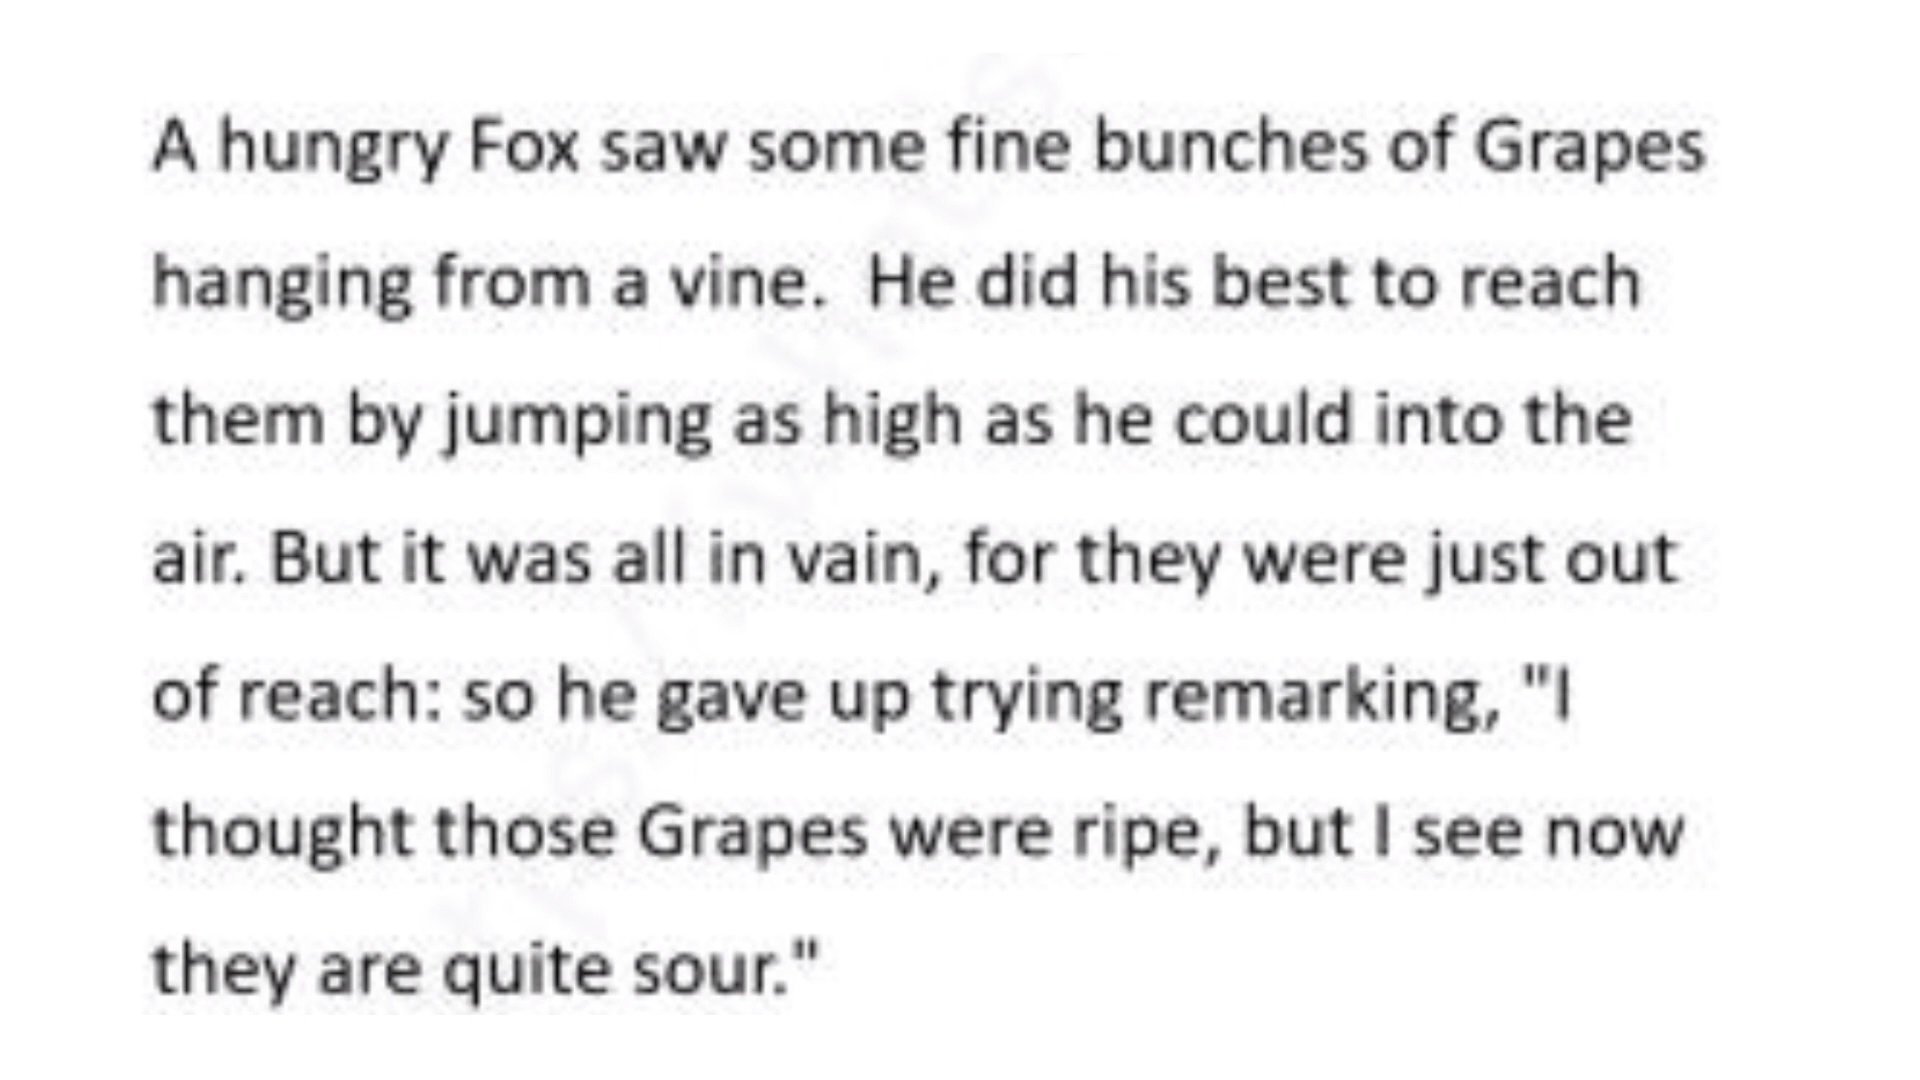 A hungry Fox saw some fine bunches of Grapes
hanging from a vine.  He did his best to reach
them by jumping as high as he could into the
air. But it was all in vain, for they were just out
of reach: so he gave up trying remarking, "I
thought those Grapes were ripe, but I see now
they are quite sour."